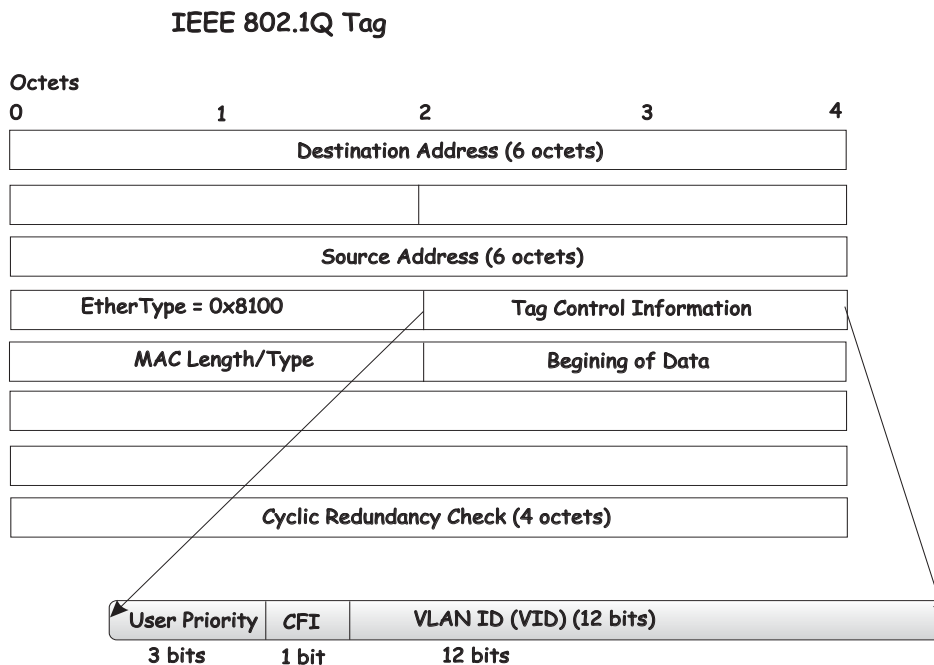 IEEE 802.1Q Tag
Octets
0 1 2 3 4
Destination Address (6 octets)
Source Address (6 octets)
EtherType = 0x8100 Tag Control Information
MAC Length/Type Begining of Data
Cyclic Redundancy Check (4 octets)
User Priority CFI VLAN ID (VID) (12 bits)
3 bits 1 bit 12 bits